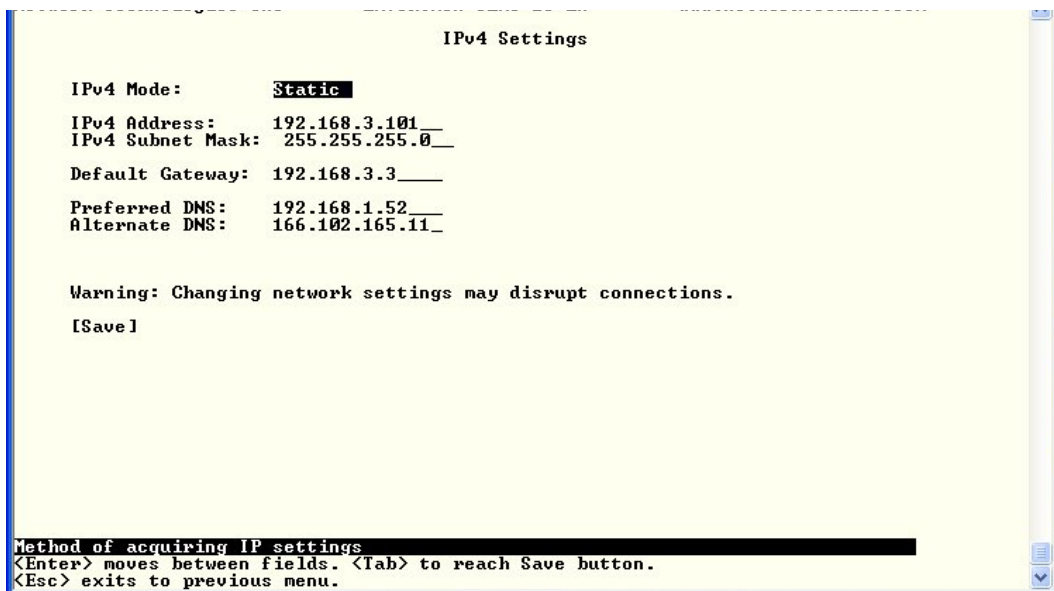 IPv4 Settings
IPv4 Mode: Static
IPv4 Address: 192.168.3.101__
IPv4 Subnet Mask: 255.255.255.0__
Default Gateway: 192.168.3.3____
Preferred DNS: 192.168.1.52___
Alternate DNS: 166.102.165.11_
Warning: Changing network settings may disrupt connections.
[Save]
Method of acquiring IP settings
<Enter> moves between fields. <Tab> to reach Save button.
<Esc> exits to previous menu.